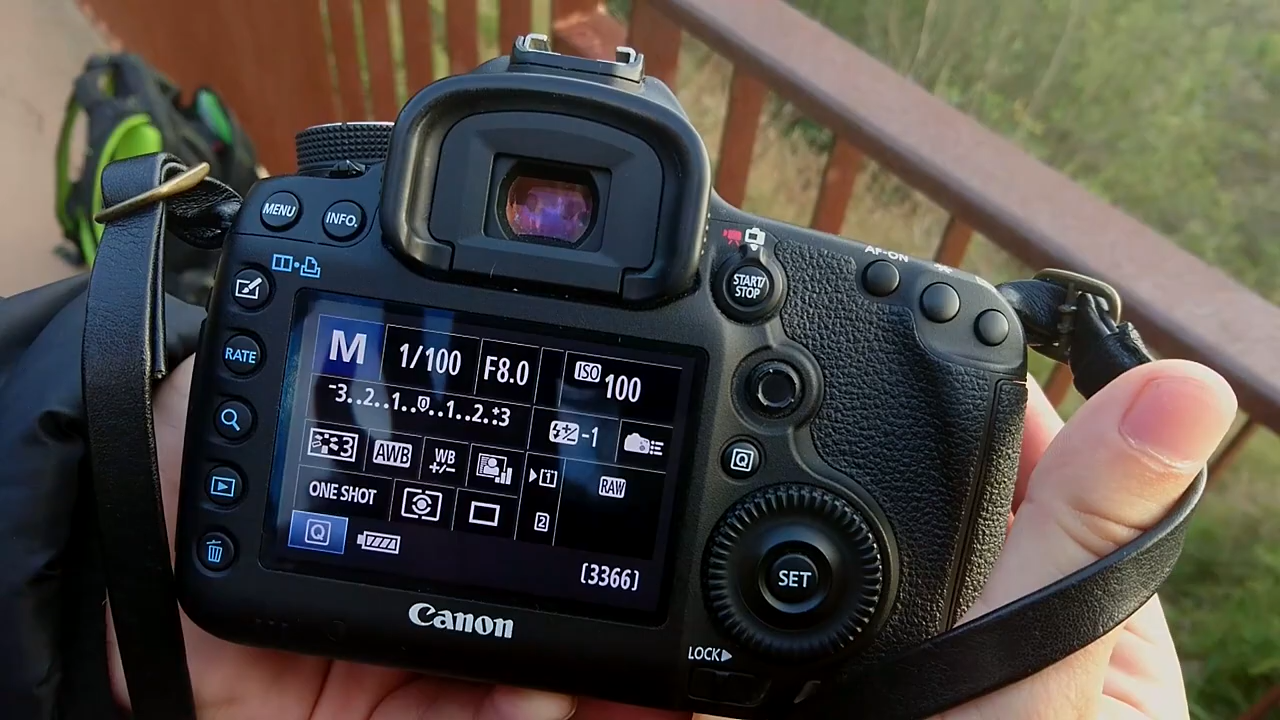 MENU
INFO.
START/
STOP
AF-ON
RATE
M 1/100 F8.0 ISO 100
-3..2..1..0..1..2.+3
-1
3 AWB WB +/- 1
RAW
ONE SHOT
2
Q
Q
[3366]
SET
Canon
LOCK